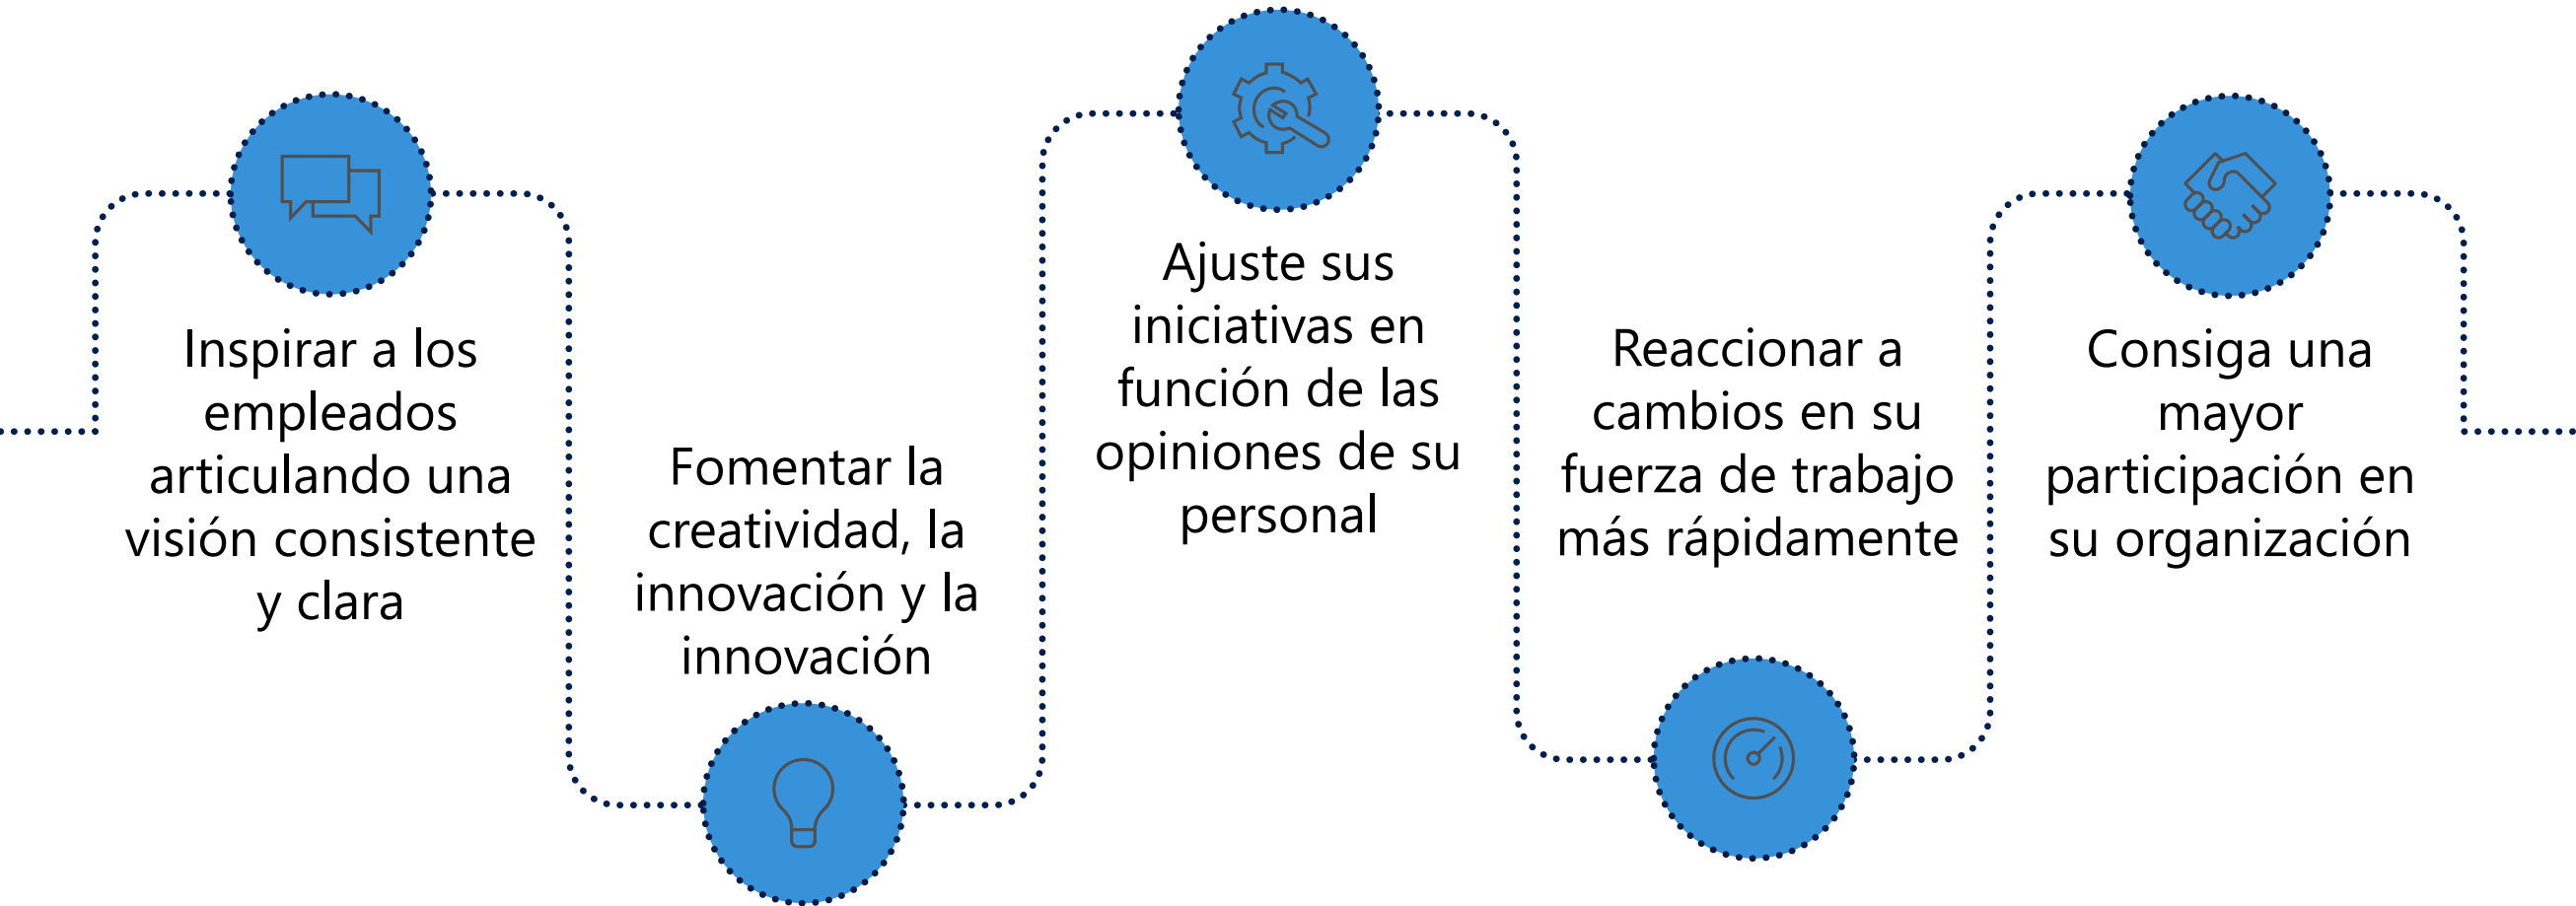 Inspirar a los
empleados
articulando una
visión consistente
y clara
Fomentar la
creatividad, la
innovación y la
innovación
Ajuste sus
iniciativas en
función de las
opiniones de su
personal
Reaccionar a
cambios en su
fuerza de trabajo
más rápidamente
Consiga una
mayor
participación en
su organización